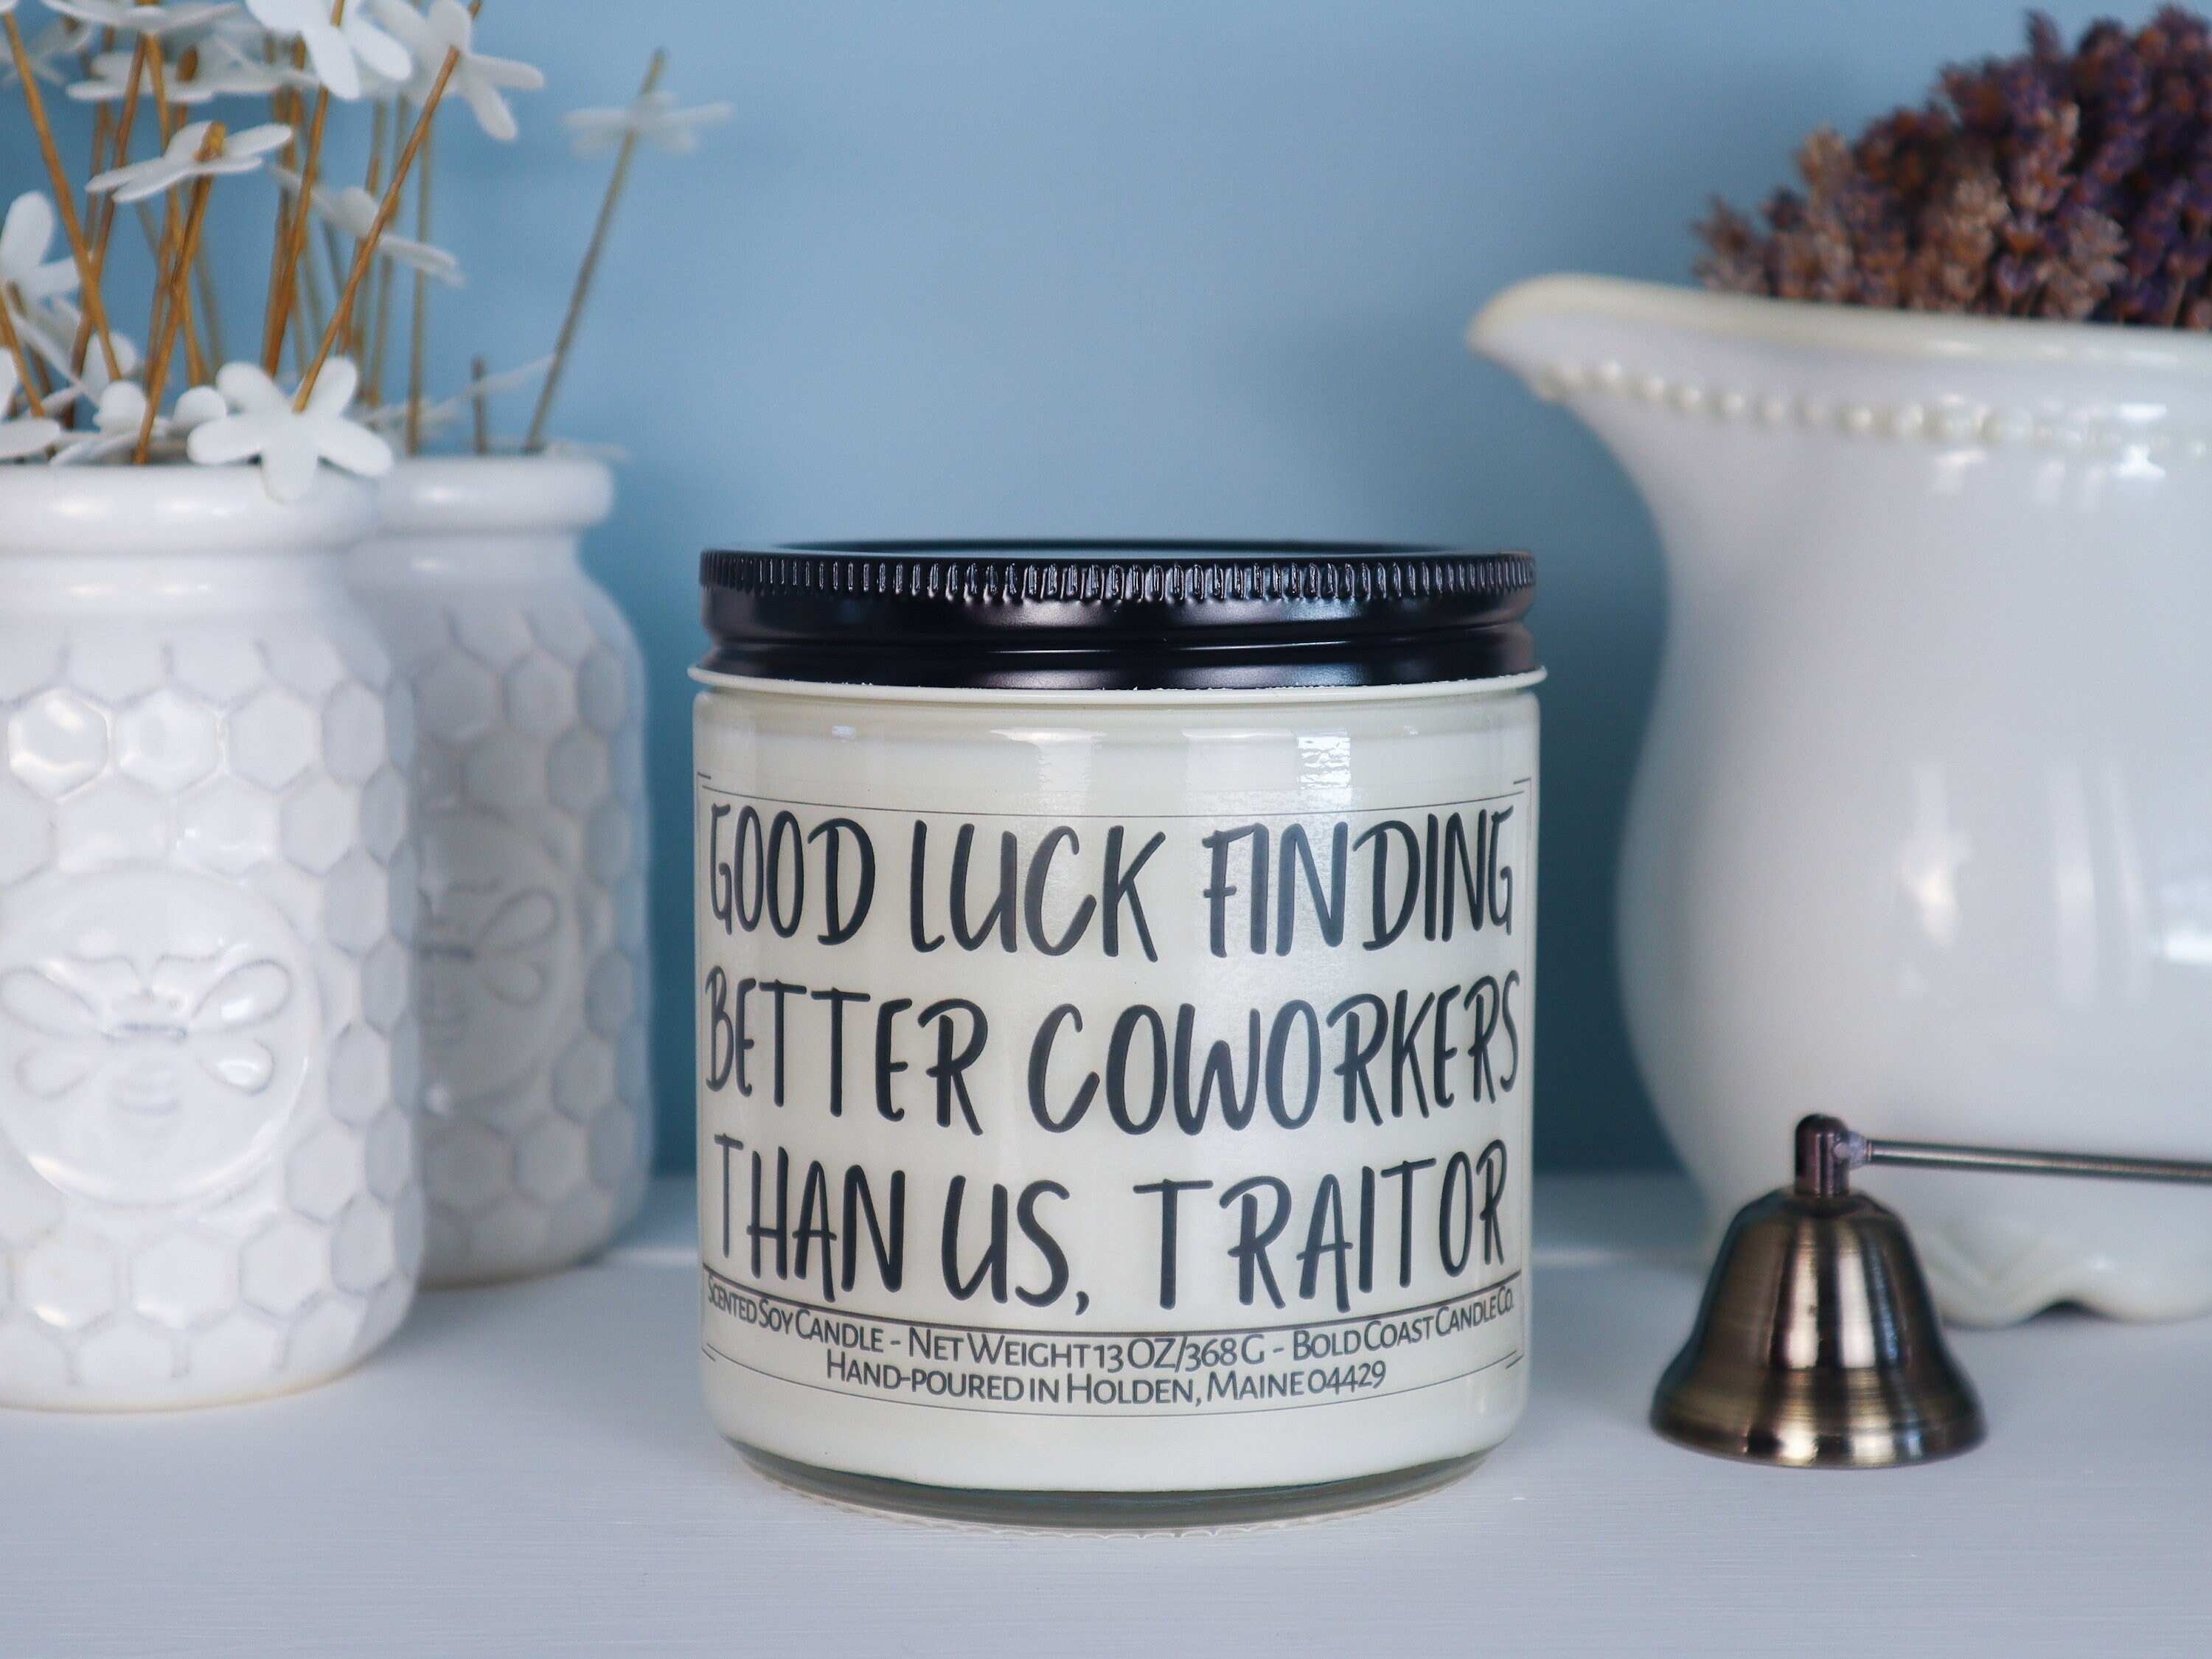 GOOD LUCK FINDING
BETTER COWORKERS
THAN US, TRAITOR
SCENTED SOY CANDLE - NET WEIGHT 13 OZ/368 G - BOLD COAST CANDLE CO.
HAND-POURED IN HOLDEN, MAINE 04429